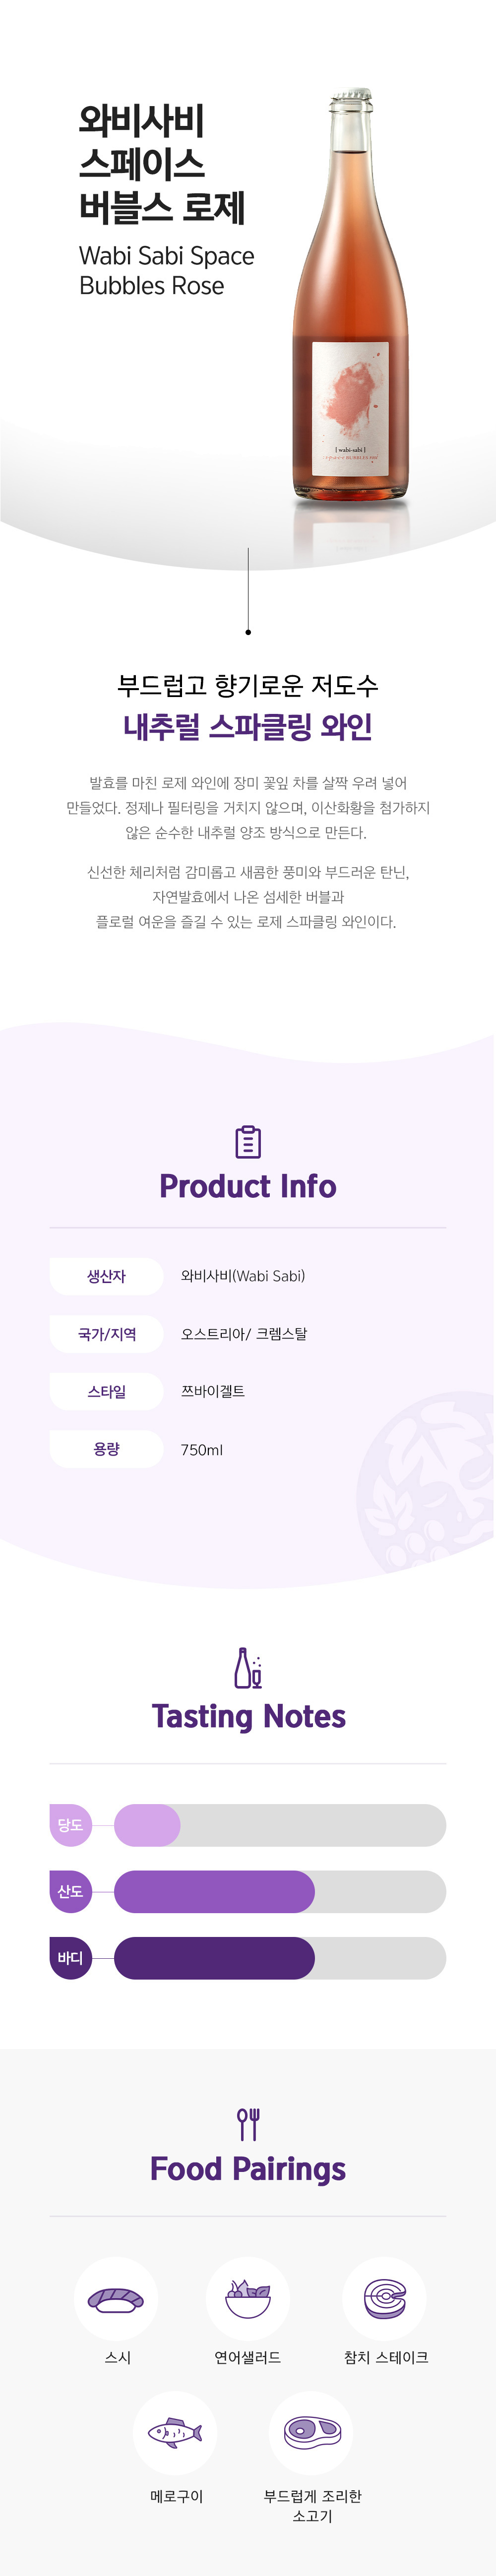 와비사비
스페이스
버블스 로제
Wabi Sabi Space
Bubbles Rose
[ wabi-sabi ]
부드럽고 향기로운 저도수
내추럴 스파클링 와인
발효를 마친 로제 와인에 장미 꽃잎 차를 살짝 우려 넣어
만들었다. 정제나 필터링을 거치지 않으며, 이산화황을 첨가하지
않은 순수한 내추럴 양조 방식으로 만든다.
신선한 체리처럼 감미롭고 새콤한 풍미와 부드러운 탄닌,
자연발효에서 나온 섬세한 버블과
플로럴 여운을 즐길 수 있는 로제 스파클링 와인이다.
Product Info
생산자 와비사비(Wabi Sabi)
국가/지역 오스트리아/ 크렘스탈
스타일 쯔바이겔트
용량 750ml
Tasting Notes
당도
산도
바디
Food Pairings
스시 연어샐러드 참치 스테이크
메로구이 부드럽게 조리한
소고기